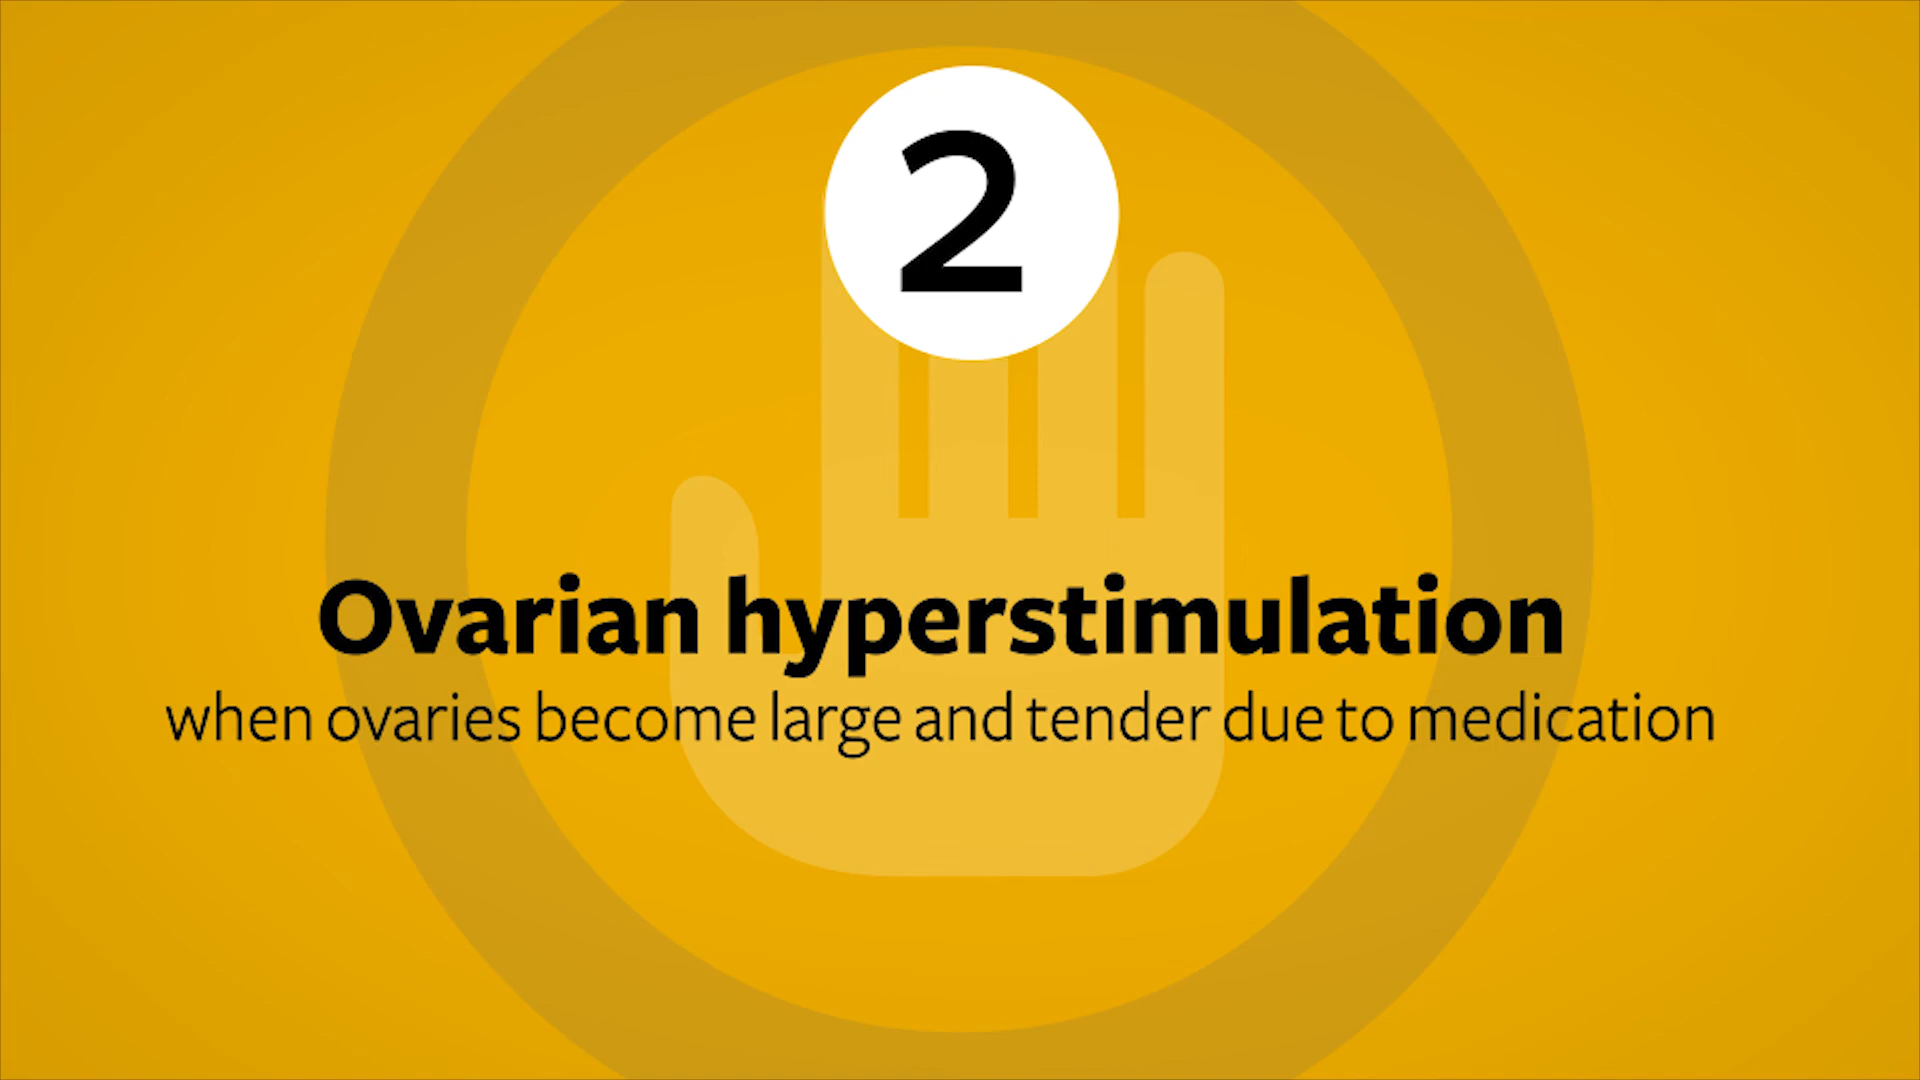 2
Ovarian hyperstimulation
when ovaries become large and tender due to medication